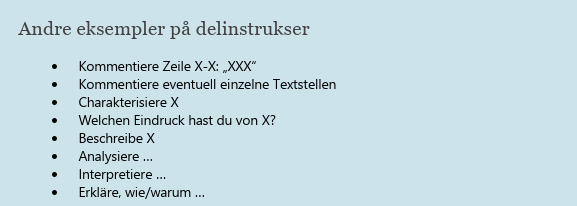 Andre eksempler på delinstrukser
• Kommentiere Zeile X-X: „XXX“
• Kommentiere eventuell einzelne Textstellen
• Charakterisiere X
• Welchen Eindruck hast du von X?
• Beschreibe X
• Analysiere ...
• Interpretiere ...
• Erkläre, wie/warum ...